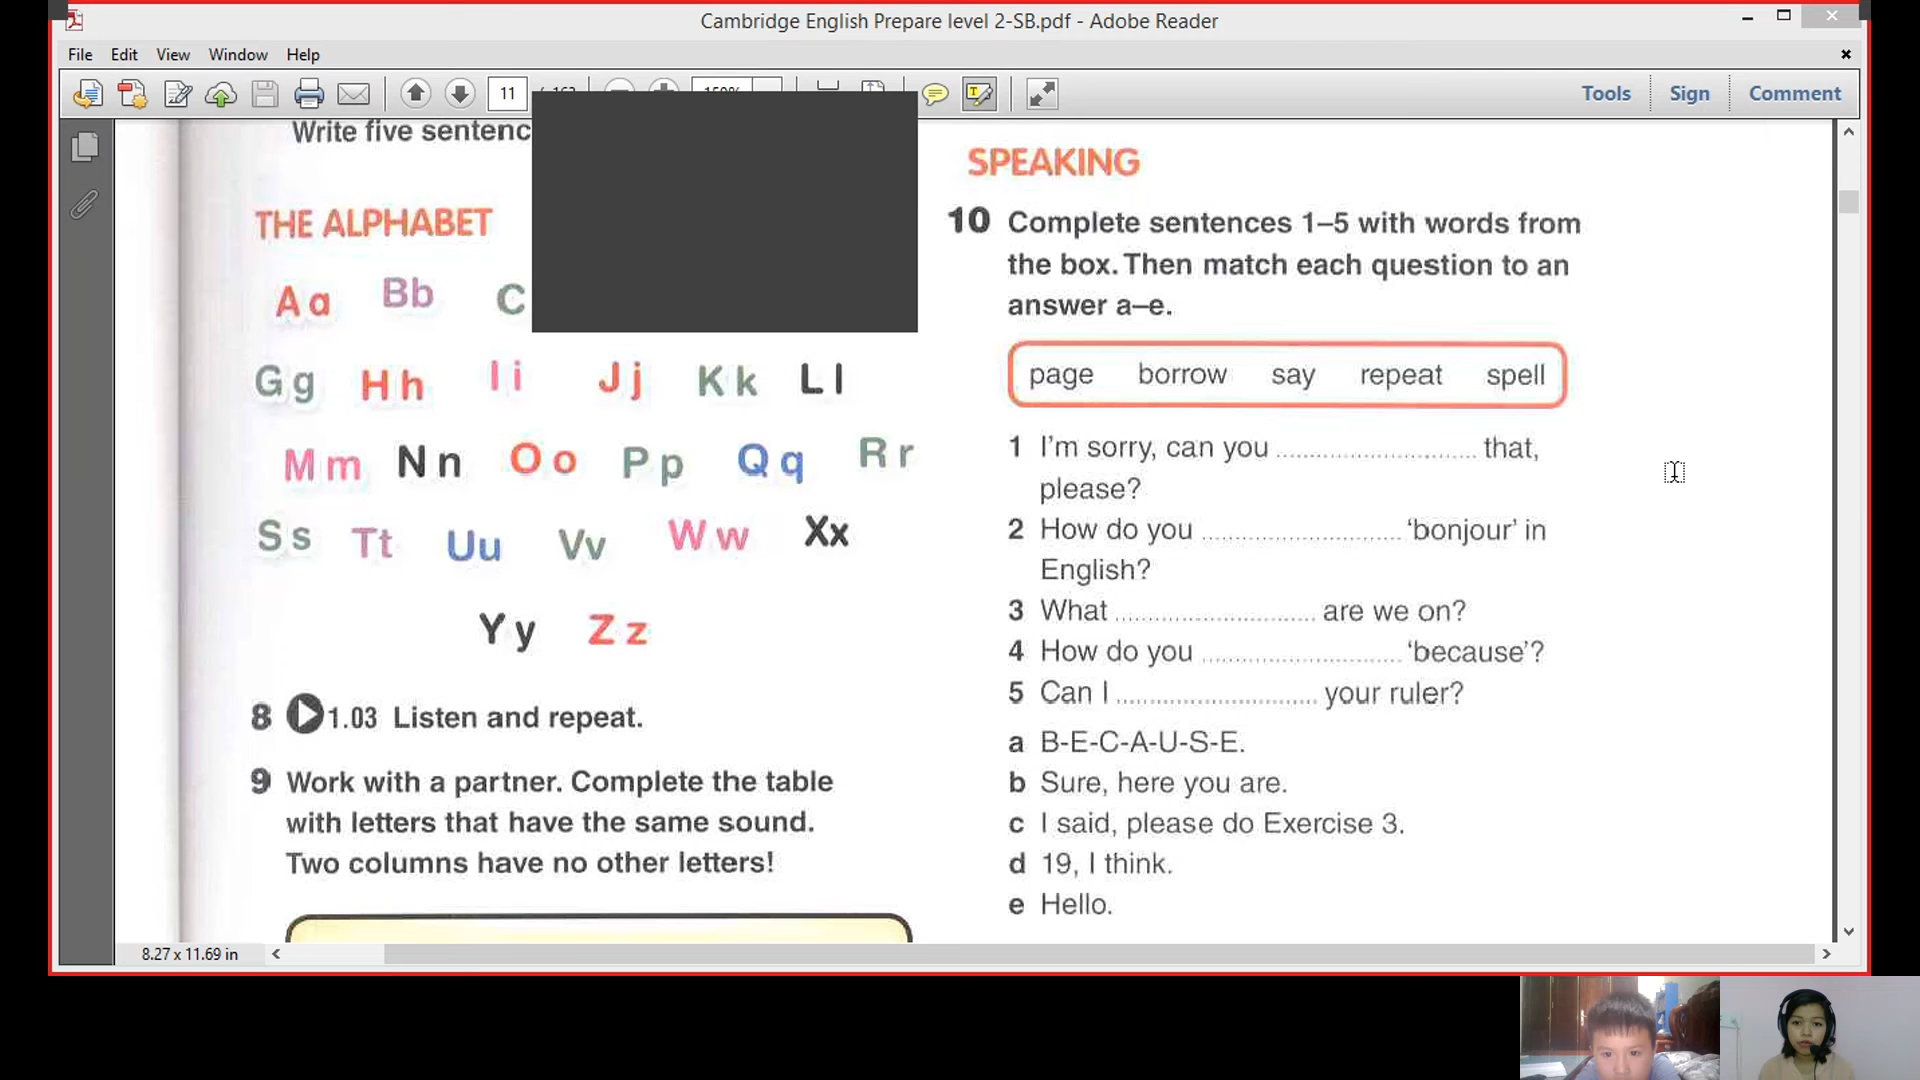 Cambridge English Prepare level 2-SB.pdf - Adobe Reader
File Edit View Window Help
11
Tools Sign Comment
Write five
THE ALPHABET
Aa Bb C
Gg Hh Ii Jj Kk Ll
Mm Nn Oo Pp Qq Rr
Ss Tt Uu Vv Ww Xx
Yy Zz
8 1.03 Listen and repeat.
9 Work with a partner. Complete the table
with letters that have the same sound.
Two columns have no other letters!
SPEAKING
10 Complete sentences 1–5 with words from
the box. Then match each question to an
answer a–e.
page borrow say repeat spell
1 I'm sorry, can you .............................. that,
please?
2 How do you .............................. 'bonjour' in
English?
3 What .............................. are we on?
4 How do you .............................. 'because'?
5 Can I .............................. your ruler?
a B-E-C-A-U-S-E.
b Sure, here you are.
c I said, please do Exercise 3.
d 19, I think.
e Hello.
8.27 x 11.69 in